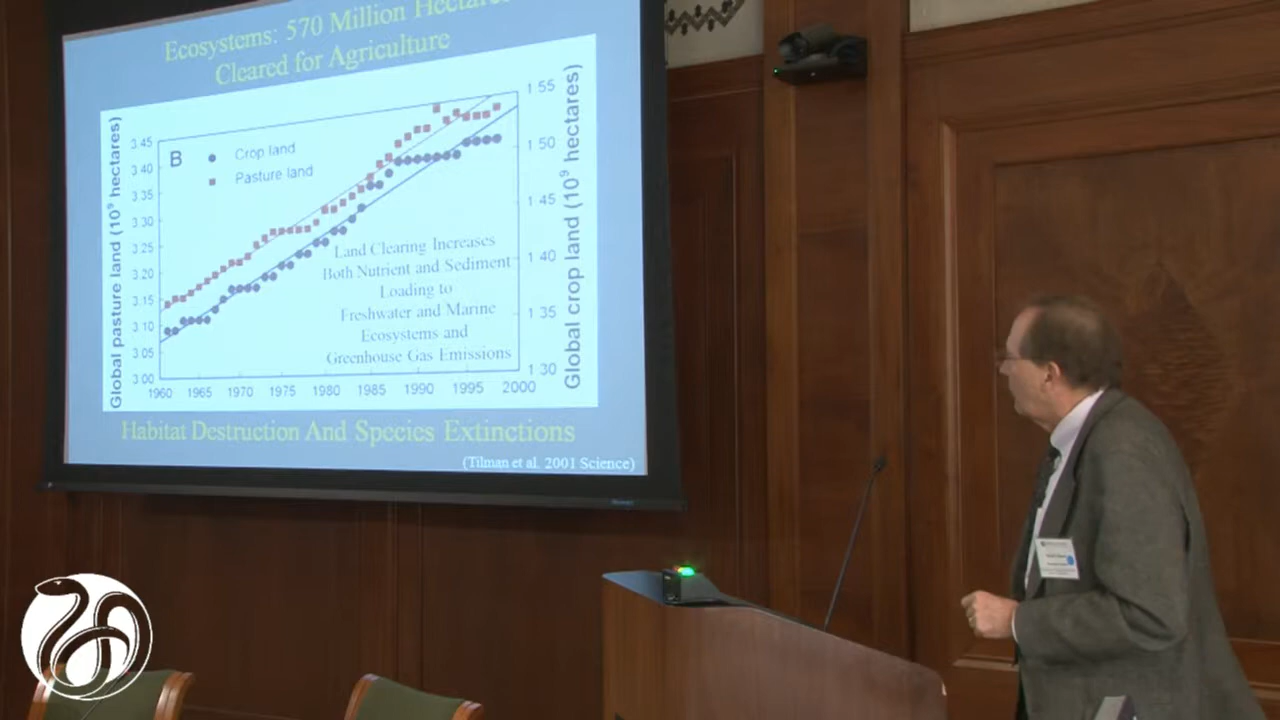 Ecosystems: 570 Million Hectares
Cleared for Agriculture
Global pasture land (10⁹ hectares)
3.45
3.40
3.35
3.30
3.25
3.20
3.15
3.10
3.05
3.00
B
Crop land
Pasture land
Land Clearing Increases
Both Nutrient and Sediment
Loading to
Freshwater and Marine
Ecosystems and
Greenhouse Gas Emissions
1.55
1.50
1.45
1.40
1.35
1.30
Global crop land (10⁹ hectares)
1960 1965 1970 1975 1980 1985 1990 1995 2000
Habitat Destruction And Species Extinctions
(Tilman et al. 2001 Science)